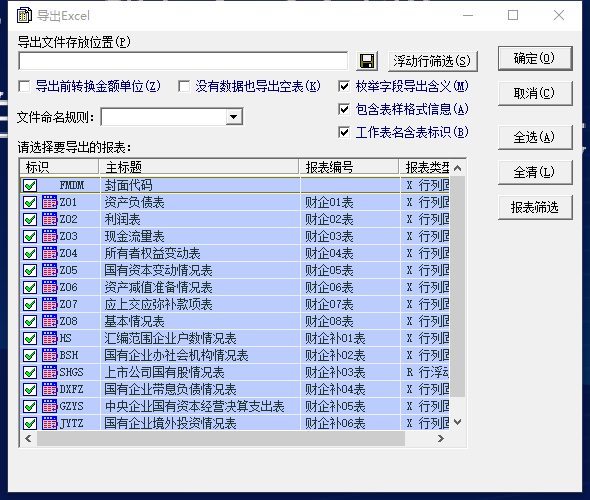 导出Excel
导出文件存放位置(P)
浮动行筛选(S)
确定(O)
导出前转换金额单位(Z)
没有数据也导出空表(K)
枚举字段导出含义(M)
取消(C)
文件命名规则:
包含表样格式信息(A)
工作表名含表标识(B)
全选(A)
请选择要导出的报表:
标识 主标题 报表编号 报表类型
全清(L)
FMDM 封面代码 X 行列固
Z01 资产负债表 财企01表 X 行列固
报表筛选
Z02 利润表 财企02表 X 行列固
Z03 现金流量表 财企03表 X 行列固
Z04 所有者权益变动表 财企04表 X 行列固
Z05 国有资本变动情况表 财企05表 X 行列固
Z06 资产减值准备情况表 财企06表 X 行列固
Z07 应上交应弥补款项表 财企07表 X 行列固
Z08 基本情况表 财企08表 X 行列固
HS 汇编范围企业户数情况表 财企补01表 X 行列固
BSH 国有企业办社会机构情况表 财企补02表 X 行列固
SHGS 上市公司国有股情况表 财企补03表 R 行浮动
DXFZ 国有企业带息负债情况表 财企补04表 X 行列固
GZYS 中央企业国有资本经营决算支出表 财企补05表 X 行列固
JYTZ 国有企业境外投资情况表 财企补06表 X 行列固